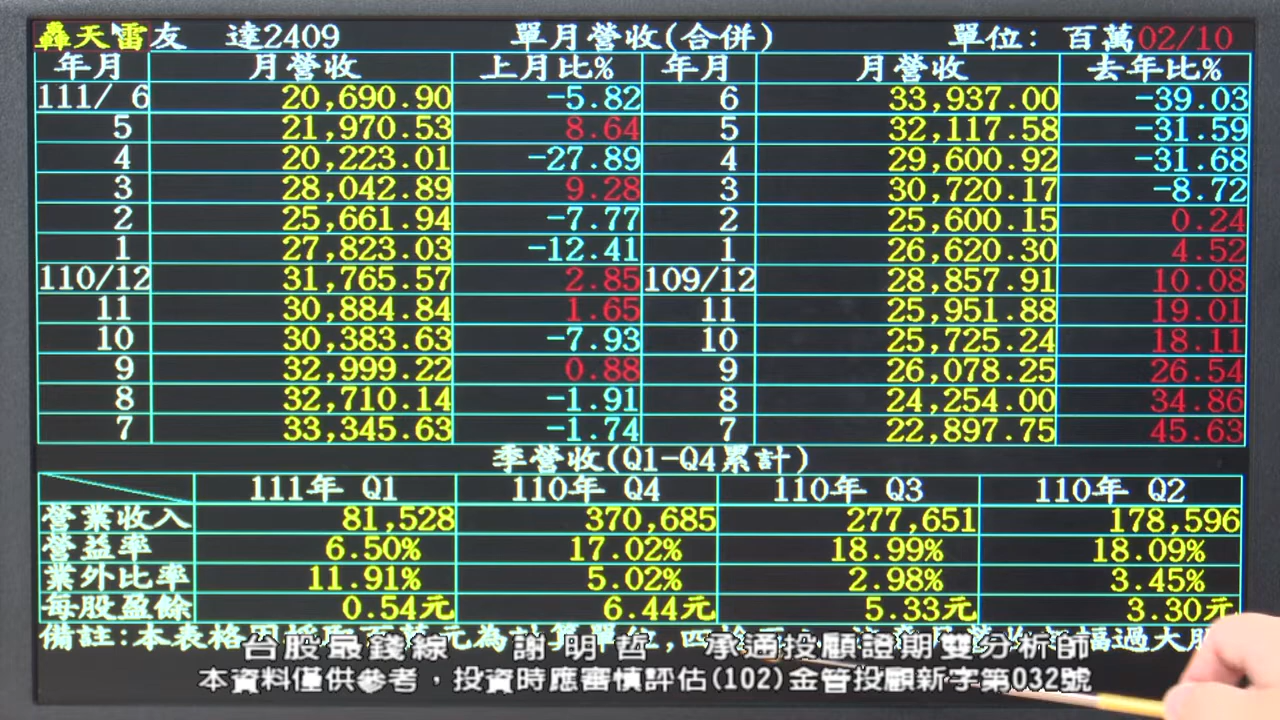 轟天雷友 達2409 單月營收(合併) 單位: 百萬02/10
年月 月營收 上月比% 年月 月營收 去年比%
111/ 6 20,690.90 -5.82 6 33,937.00 -39.03
5 21,970.53 8.64 5 32,117.58 -31.59
4 20,223.01 -27.89 4 29,600.92 -31.68
3 28,042.89 9.28 3 30,720.17 -8.72
2 25,661.94 -7.77 2 25,600.15 0.24
1 27,823.03 -12.41 1 26,620.30 4.52
110/12 31,765.57 2.85 109/12 28,857.91 10.08
11 30,884.84 1.65 11 25,951.88 19.01
10 30,383.63 -7.93 10 25,725.24 18.11
9 32,999.22 0.88 9 26,078.25 26.54
8 32,710.14 -1.91 8 24,254.00 34.86
7 33,345.63 -1.74 7 22,897.75 45.63
季營收(Q1-Q4累計)
111年 Q1 110年 Q4 110年 Q3 110年 Q2
營業收入 81,528 370,685 277,651 178,596
營益率 6.50% 17.02% 18.99% 18.09%
業外比率 11.91% 5.02% 2.98% 3.45%
每股盈餘 0.54元 6.44元 5.33元 3.30元
備註:本表格
台股最錢線 謝明哲 承通投顧證期雙分析師
本資料僅供參考，投資時應審慎評估(102)金管投顧新字第032號